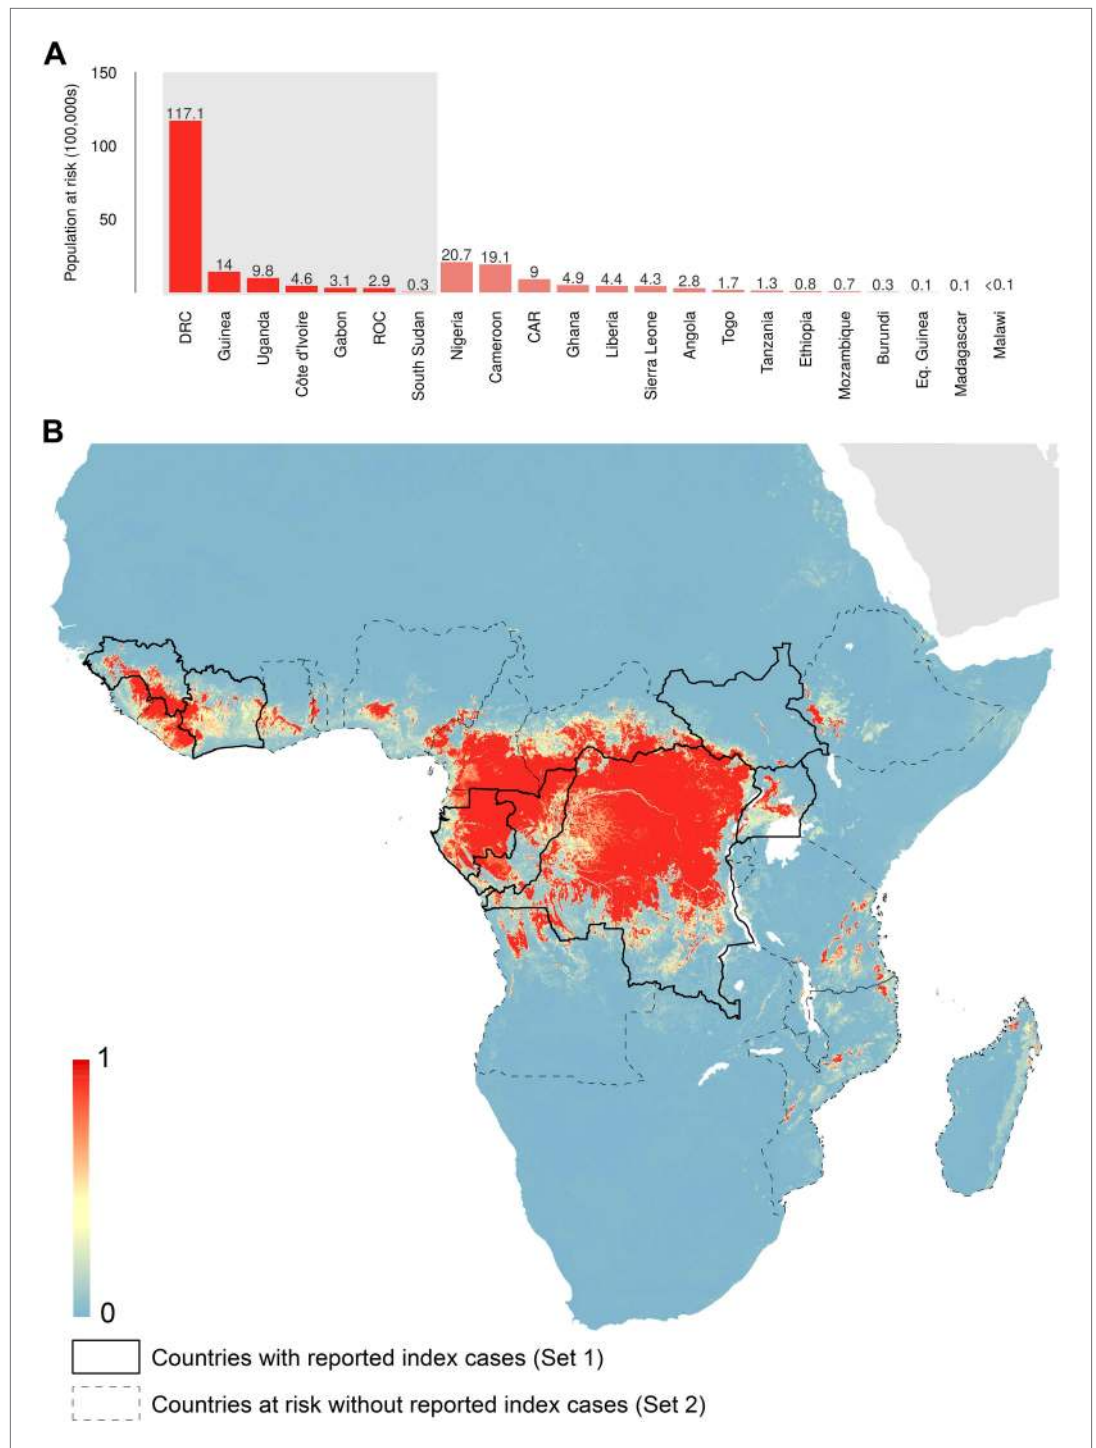 A
Population at risk (100,000s)
150
100
50
117.1
14
9.8
4.6
3.1
2.9
0.3
20.7
19.1
9
4.9
4.4
4.3
2.8
1.7
1.3
0.8
0.7
0.3
0.1
0.1
<0.1
DRC
Guinea
Uganda
Côte d'Ivoire
Gabon
ROC
South Sudan
Nigeria
Cameroon
CAR
Ghana
Liberia
Sierra Leone
Angola
Togo
Tanzania
Ethiopia
Mozambique
Burundi
Eq. Guinea
Madagascar
Malawi
B
1
0
Countries with reported index cases (Set 1)
Countries at risk without reported index cases (Set 2)